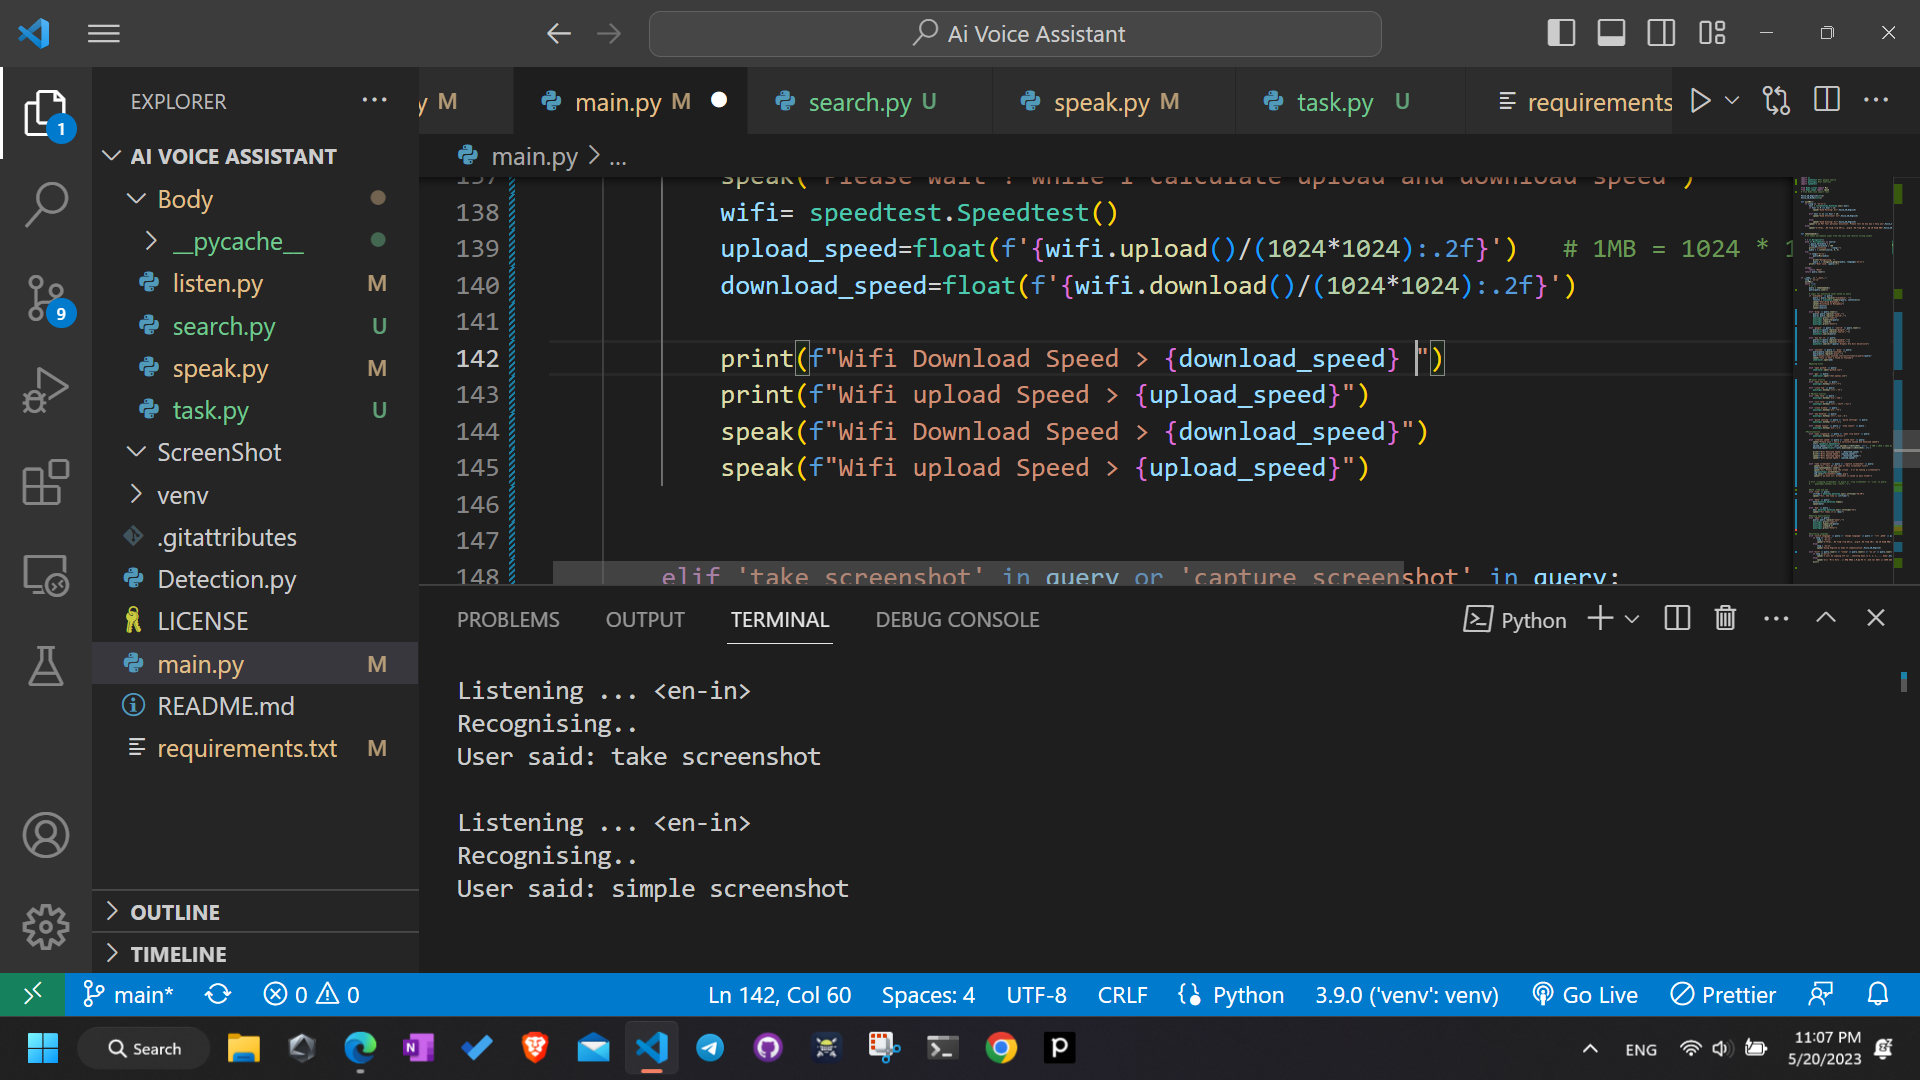 Ai Voice Assistant
EXPLORER
M
main.py M
search.py U
speak.py M
task.py U
requirements
1
AI VOICE ASSISTANT
main.py > ...
Body
__pycache__
listen.py M
search.py U
speak.py M
task.py U
ScreenShot
venv
.gitattributes
Detection.py
LICENSE
main.py M
README.md
requirements.txt M
OUTLINE
TIMELINE
9
137 speak("Please wait ! while I calculate upload and download speed")
138 wifi= speedtest.Speedtest()
139 upload_speed=float(f'{wifi.upload()/(1024*1024):.2f}') # 1MB = 1024 * 1
140 download_speed=float(f'{wifi.download()/(1024*1024):.2f}')
141
142 print(f"Wifi Download Speed > {download_speed} ")
143 print(f"Wifi upload Speed > {upload_speed}")
144 speak(f"Wifi Download Speed > {download_speed}")
145 speak(f"Wifi upload Speed > {upload_speed}")
146
147
148 elif 'take screenshot' in query or 'capture screenshot' in query:
PROBLEMS OUTPUT TERMINAL DEBUG CONSOLE
Python
Listening ... <en-in>
Recognising..
User said: take screenshot
Listening ... <en-in>
Recognising..
User said: simple screenshot
main* 0 0 Ln 142, Col 60 Spaces: 4 UTF-8 CRLF Python 3.9.0 ('venv': venv) Go Live Prettier
Search
ENG
11:07 PM
5/20/2023